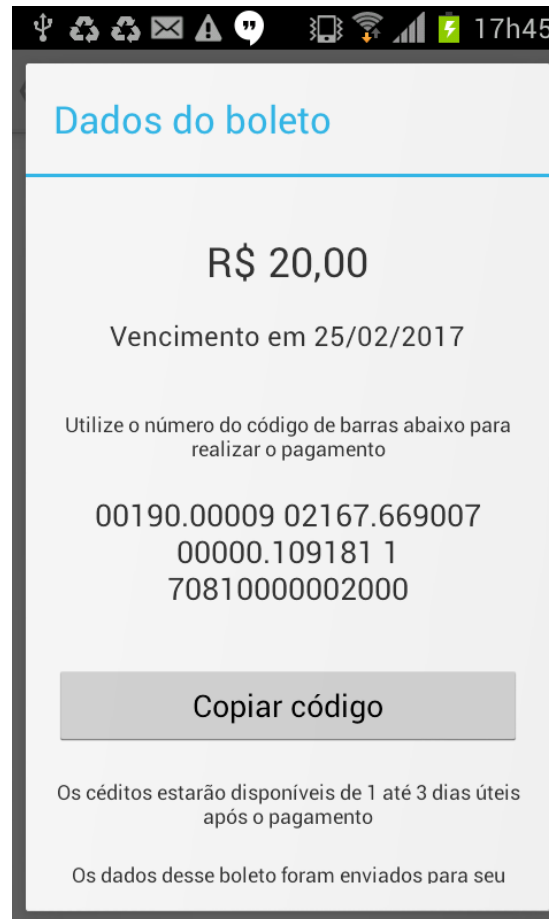 17h45
Dados do boleto
R$ 20,00
Vencimento em 25/02/2017
Utilize o número do código de barras abaixo para
realizar o pagamento
00190.00009 02167.669007
00000.109181 1
70810000002000
Copiar código
Os céditos estarão disponíveis de 1 até 3 dias úteis
após o pagamento
Os dados desse boleto foram enviados para seu